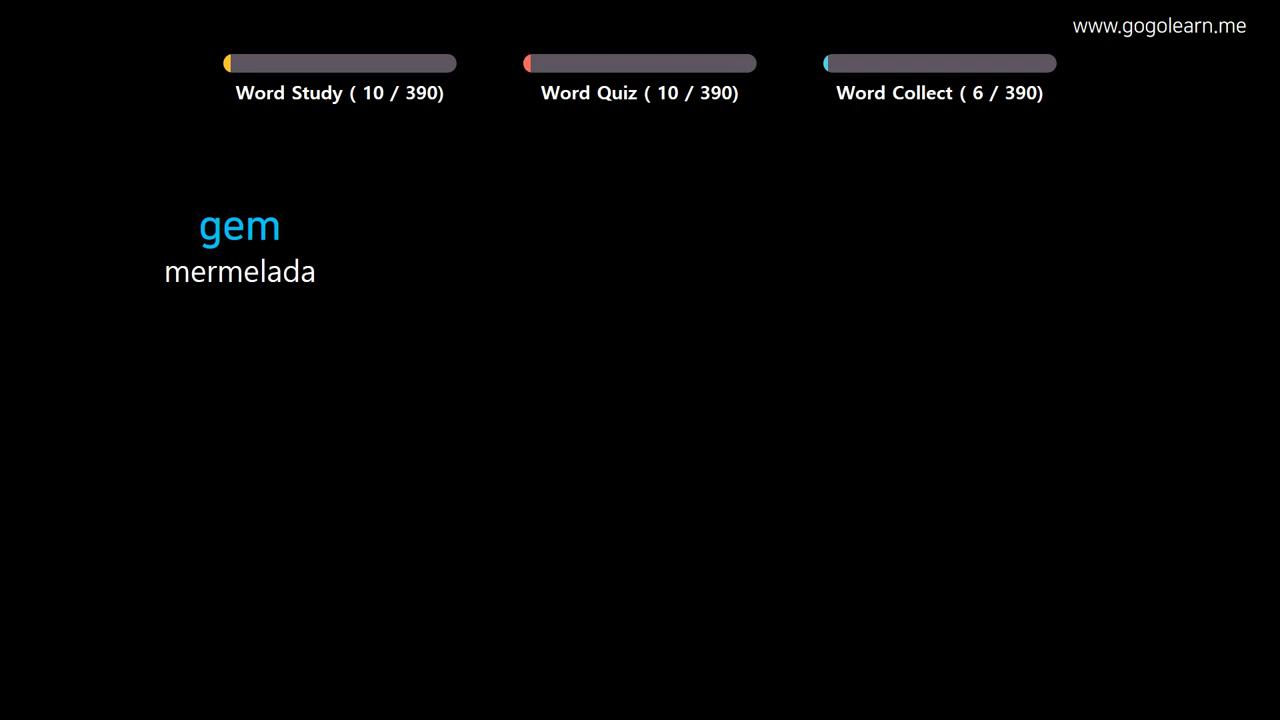 www.gogolearn.me
Word Study ( 10 / 390)
Word Quiz ( 10 / 390)
Word Collect ( 6 / 390)
gem
mermelada